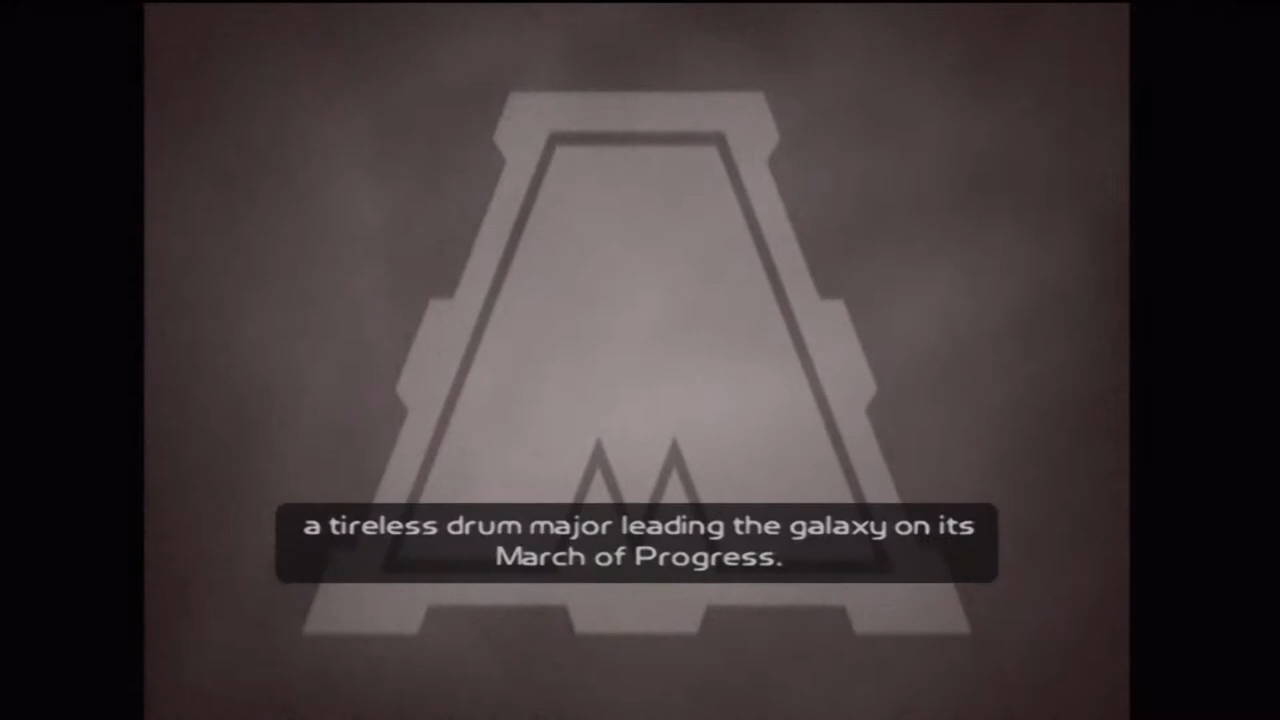 a tireless drum major leading the galaxy on its
March of Progress.